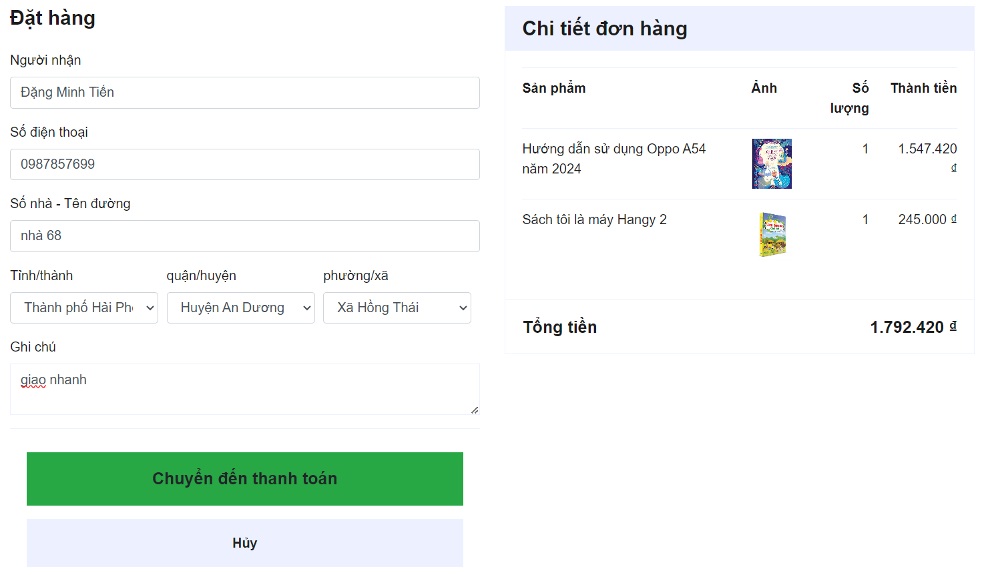 Đặt hàng
Người nhận
Đặng Minh Tiến
Số điện thoại
0987857699
Số nhà - Tên đường
nhà 68
Tỉnh/thành
quận/huyện
phường/xã
Thành phố Hải Ph
Huyện An Dương
Xã Hồng Thái
Ghi chú
giao nhanh
Chuyển đến thanh toán
Hủy
Chi tiết đơn hàng
Sản phẩm Ảnh Số Thành tiền
lượng
Hướng dẫn sử dụng Oppo A54 1 1.547.420
năm 2024 ₫
Sách tôi là máy Hangy 2 1 245.000 ₫
Tổng tiền 1.792.420 ₫